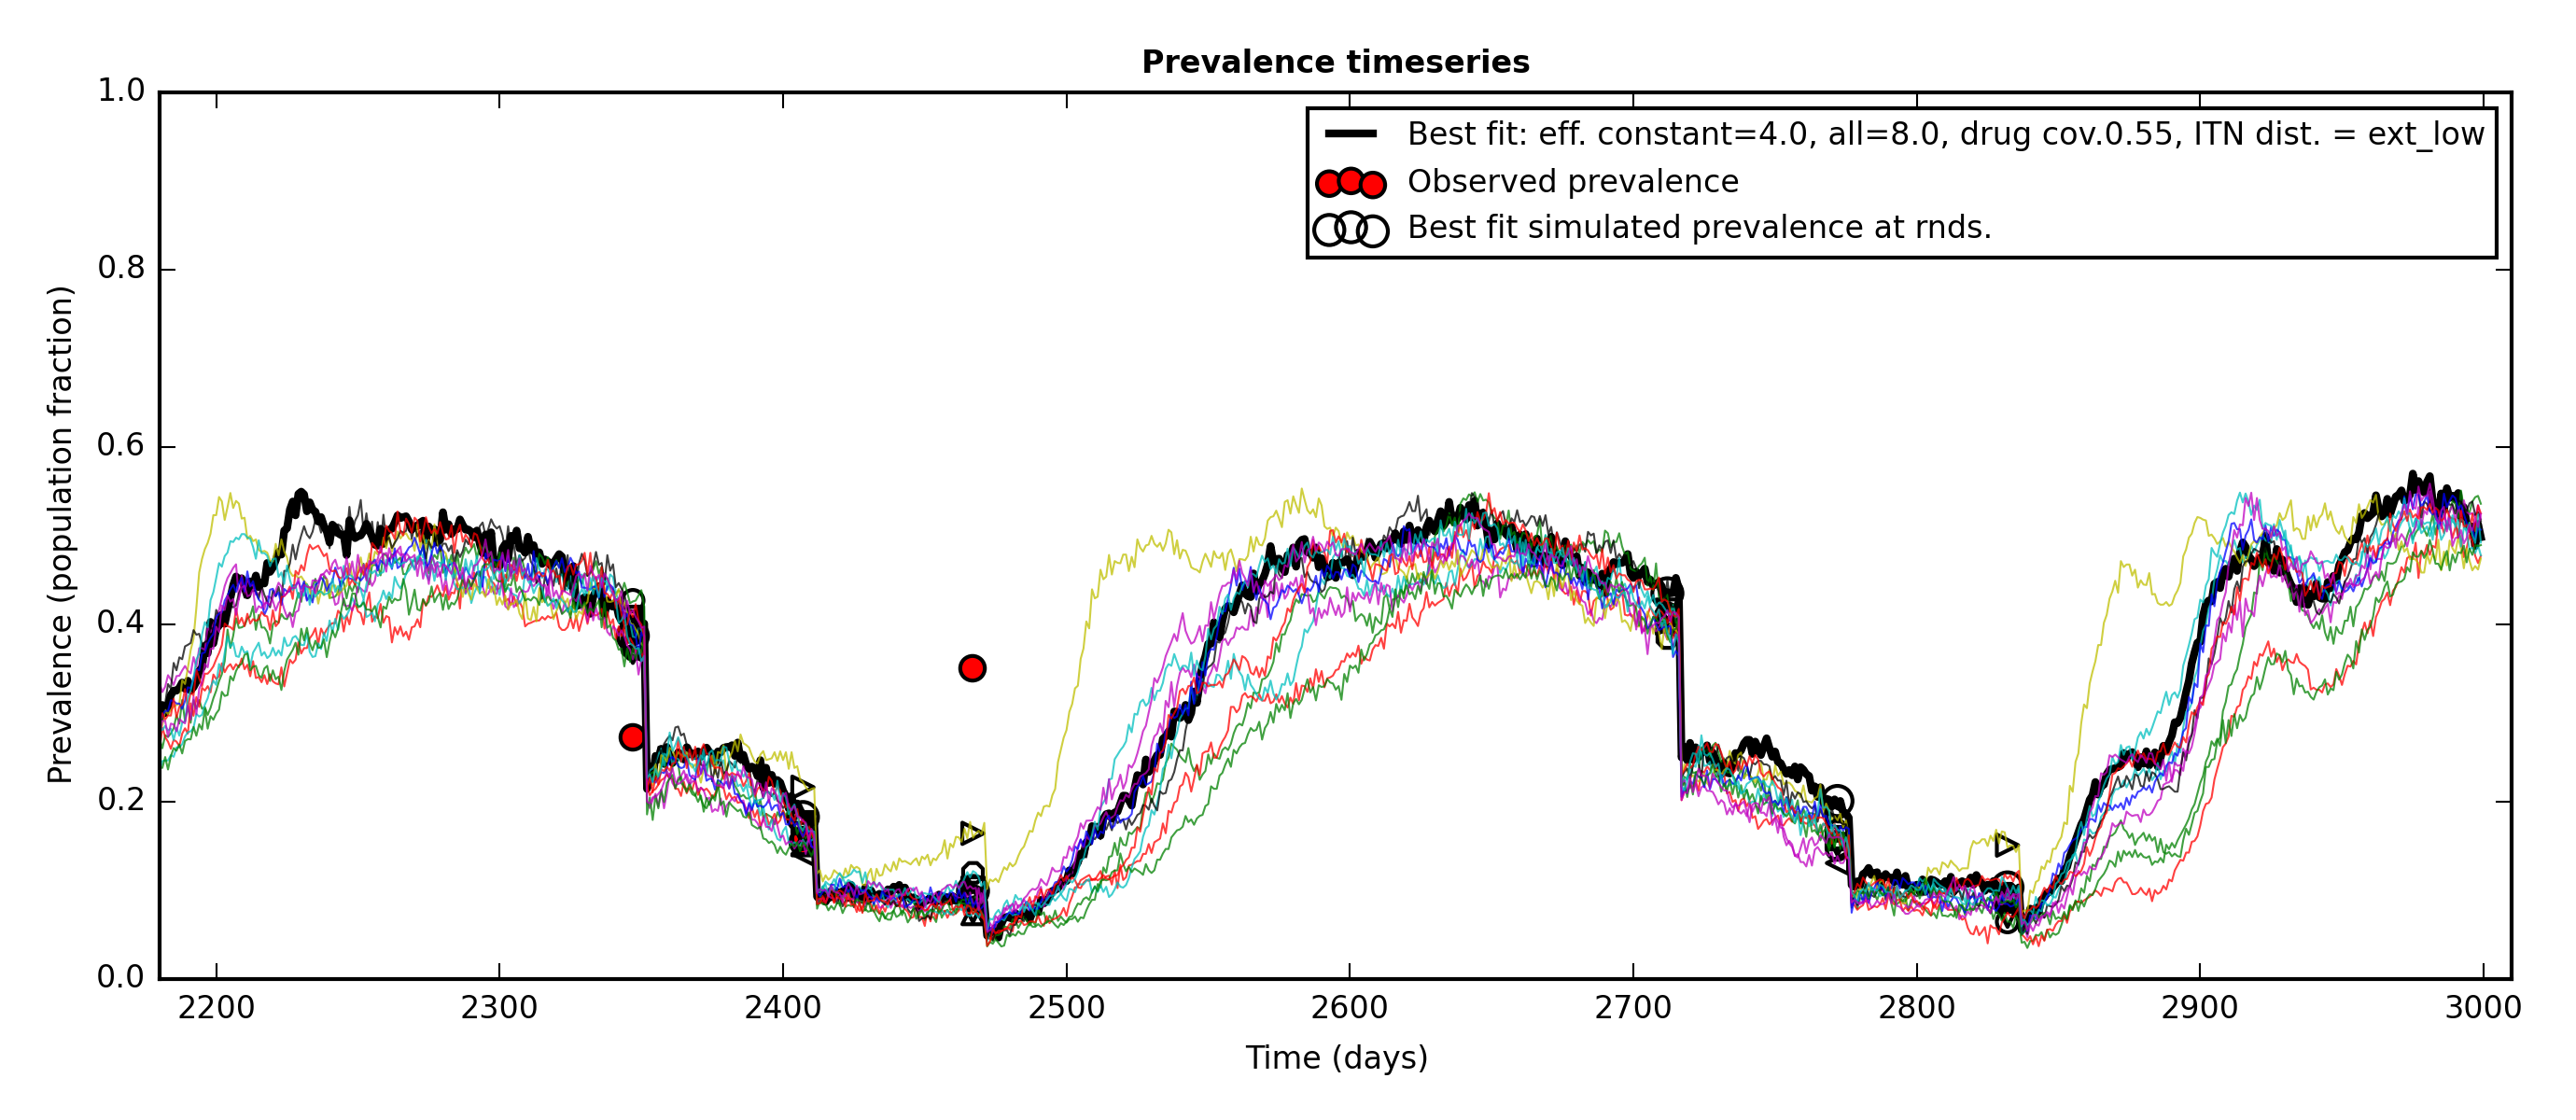 Prevalence timeseries
1.0
0.8
0.6
0.4
0.2
0.0
Prevalence (population fraction)
Best fit: eff. constant=4.0, all=8.0, drug cov.0.55, ITN dist. = ext_low
Observed prevalence
Best fit simulated prevalence at rnds.
2200 2300 2400 2500 2600 2700 2800 2900 3000
Time (days)